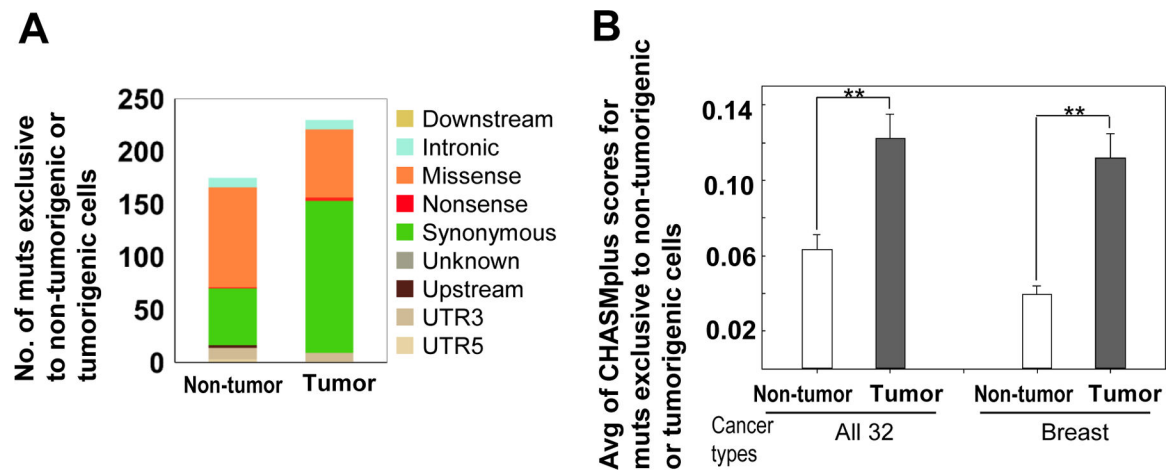 A
No. of muts exclusive
to non-tumorigenic or
tumorigenic cells
250
200
150
100
50
0
Non-tumor
Tumor
Downstream
Intronic
Missense
Nonsense
Synonymous
Unknown
Upstream
UTR3
UTR5
B
Avg of CHASMplus scores for
muts exclusive to non-tumorigenic
or tumorigenic cells
0.14
0.10
0.06
0.02
**
**
Non-tumor
Tumor
Non-tumor
Tumor
Cancer
types
All 32
Breast